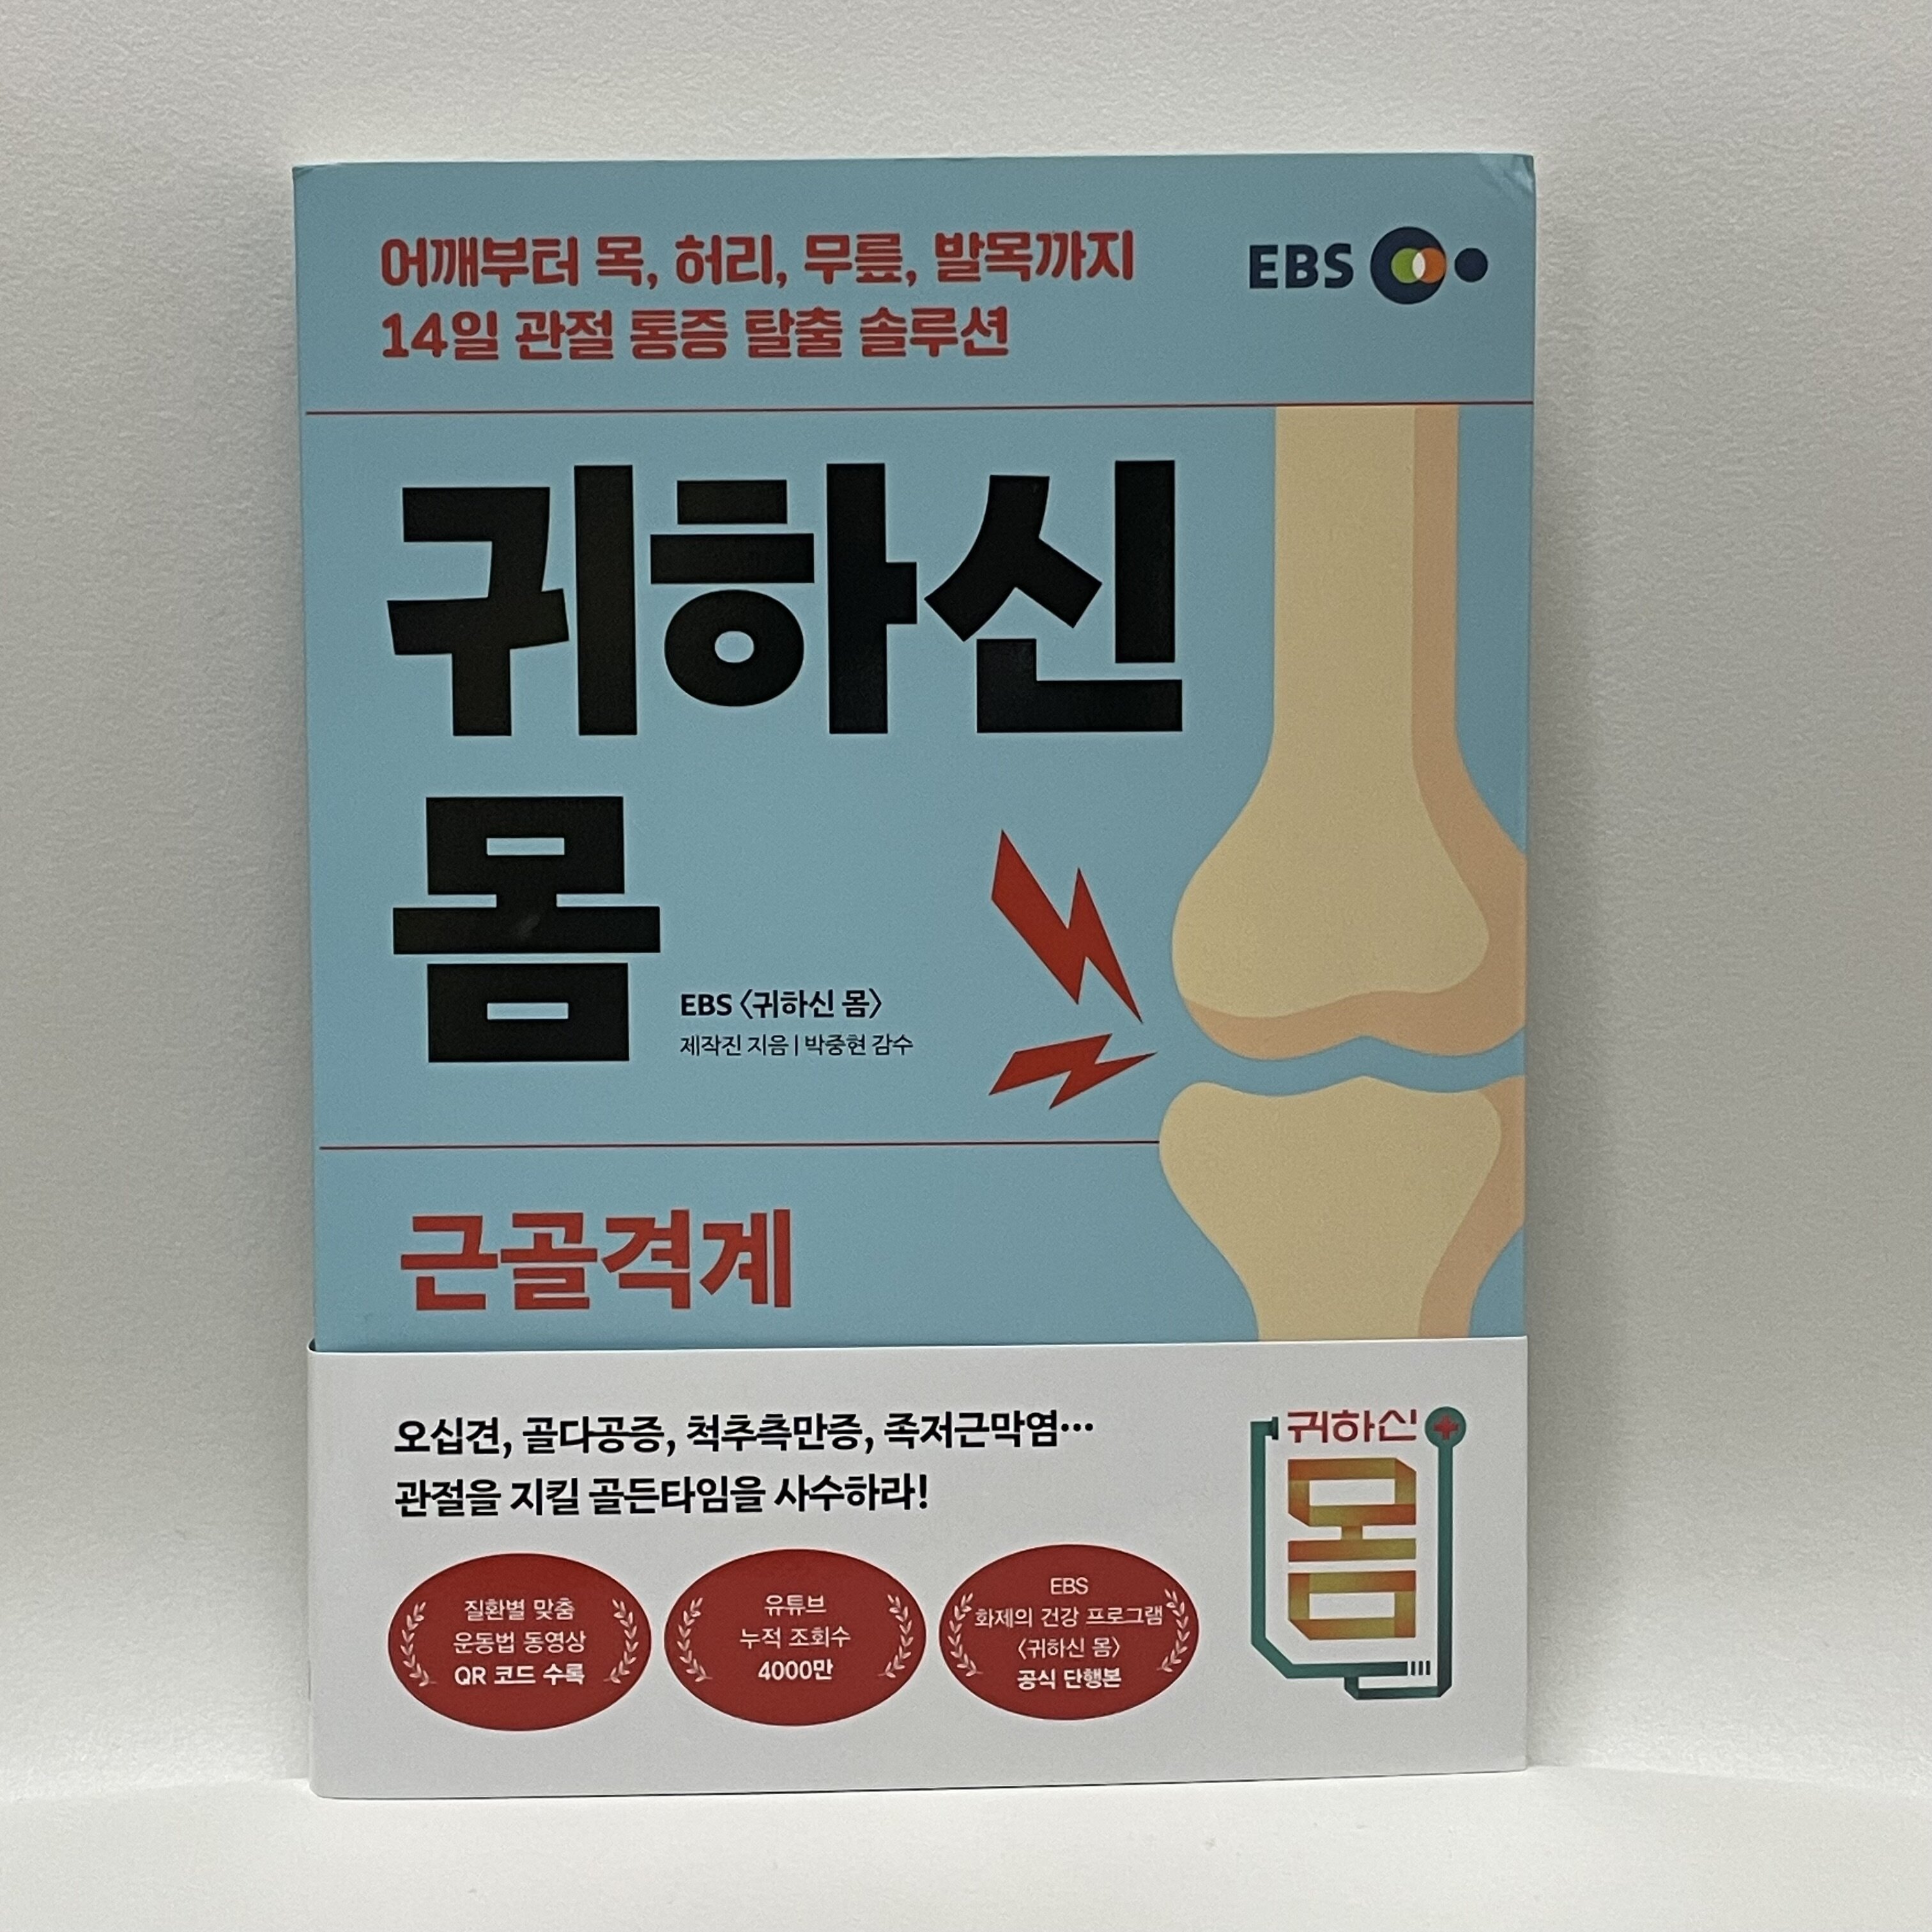 어깨부터 목, 허리, 무릎, 발목까지
14일 관절 통증 탈출 솔루션
EBS
귀하신
몸
EBS 〈귀하신 몸〉
제작진 지음 | 박중현 감수
근골격계
오십견, 골다공증, 척추측만증, 족저근막염…
관절을 지킬 골든타임을 사수하라!
질환별 맞춤
운동법 동영상
QR 코드 수록
유튜브
누적 조회수
4000만
EBS
화제의 건강 프로그램
〈귀하신 몸〉
공식 단행본
귀하신
몸